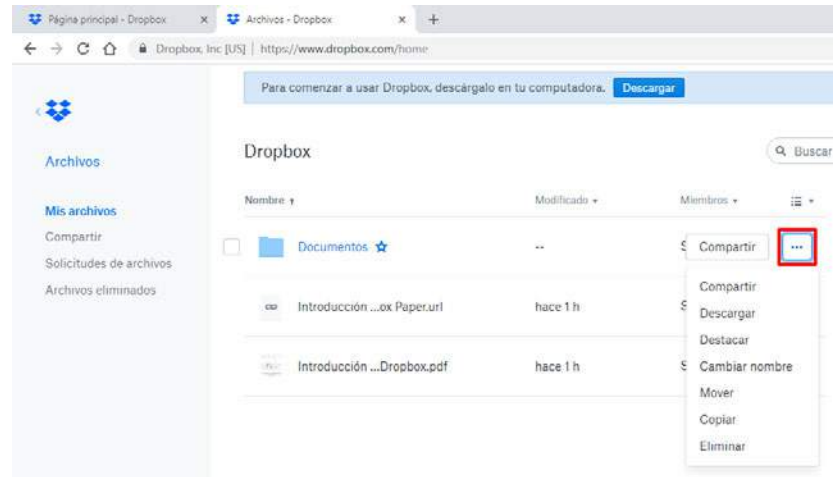 Página principal - Dropbox
Archivos - Dropbox
Dropbox, Inc [US] | https://www.dropbox.com/home
Para comenzar a usar Dropbox, descárgalo en tu computadora. Descargar
Archivos
Dropbox
Buscar
Mis archivos
Nombre
Modificado
Miembros
Compartir
Solicitudes de archivos
Archivos eliminados
Documentos
--
S
Compartir
...
Introducción ...ox Paper.url
hace 1 h
S
Introducción ...Dropbox.pdf
hace 1 h
S
Compartir
Descargar
Destacar
Cambiar nombre
Mover
Copiar
Eliminar